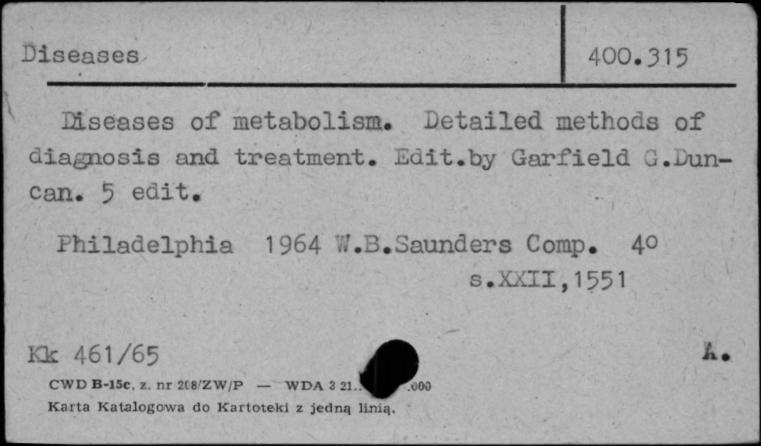 Diseases 400.315
Diseases of metabolism. Detailed methods of
diagnosis and treatment. Edit.by Garfield G.Dun-
can. 5 edit.
Philadelphia 1964 W.B.Saunders Comp. 4o
s.XXII,1551
Kk 461/65 A.
CWD B-15c, z. nr 208/ZW/P — WDA 3 21. .000
Karta Katalogowa do Kartoteki z jedną linią.